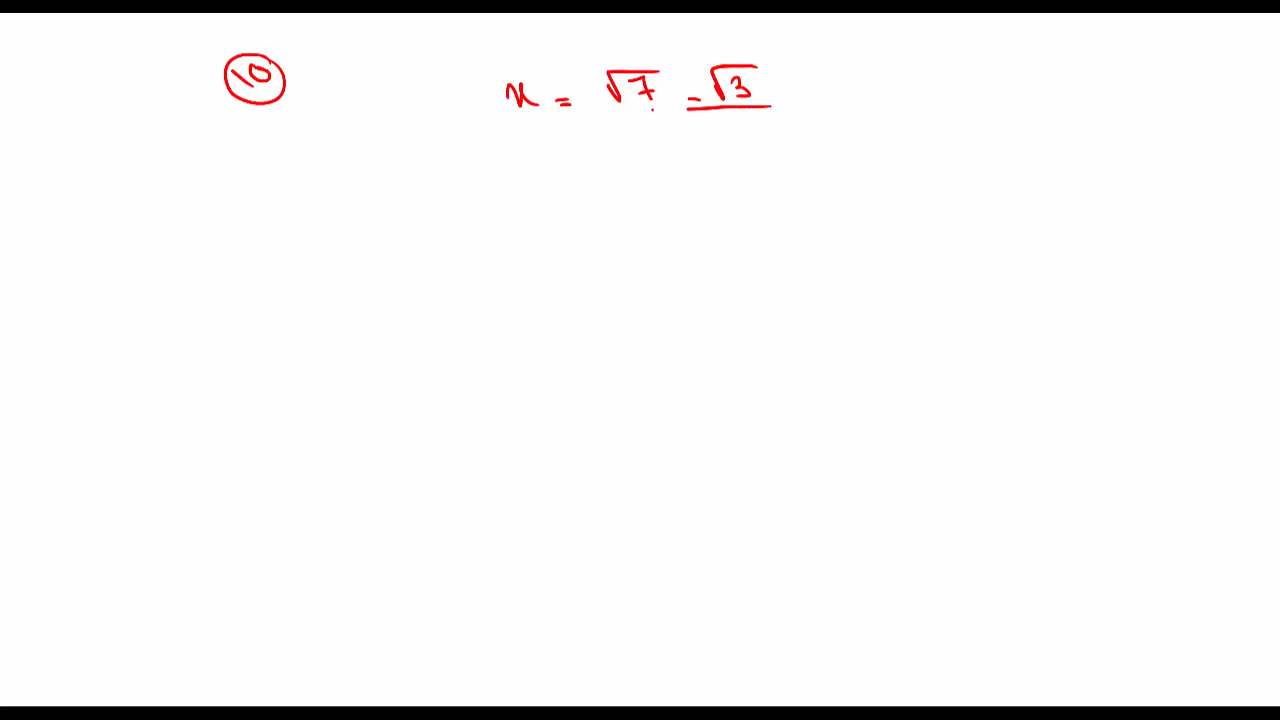 10 x = √7 - √3